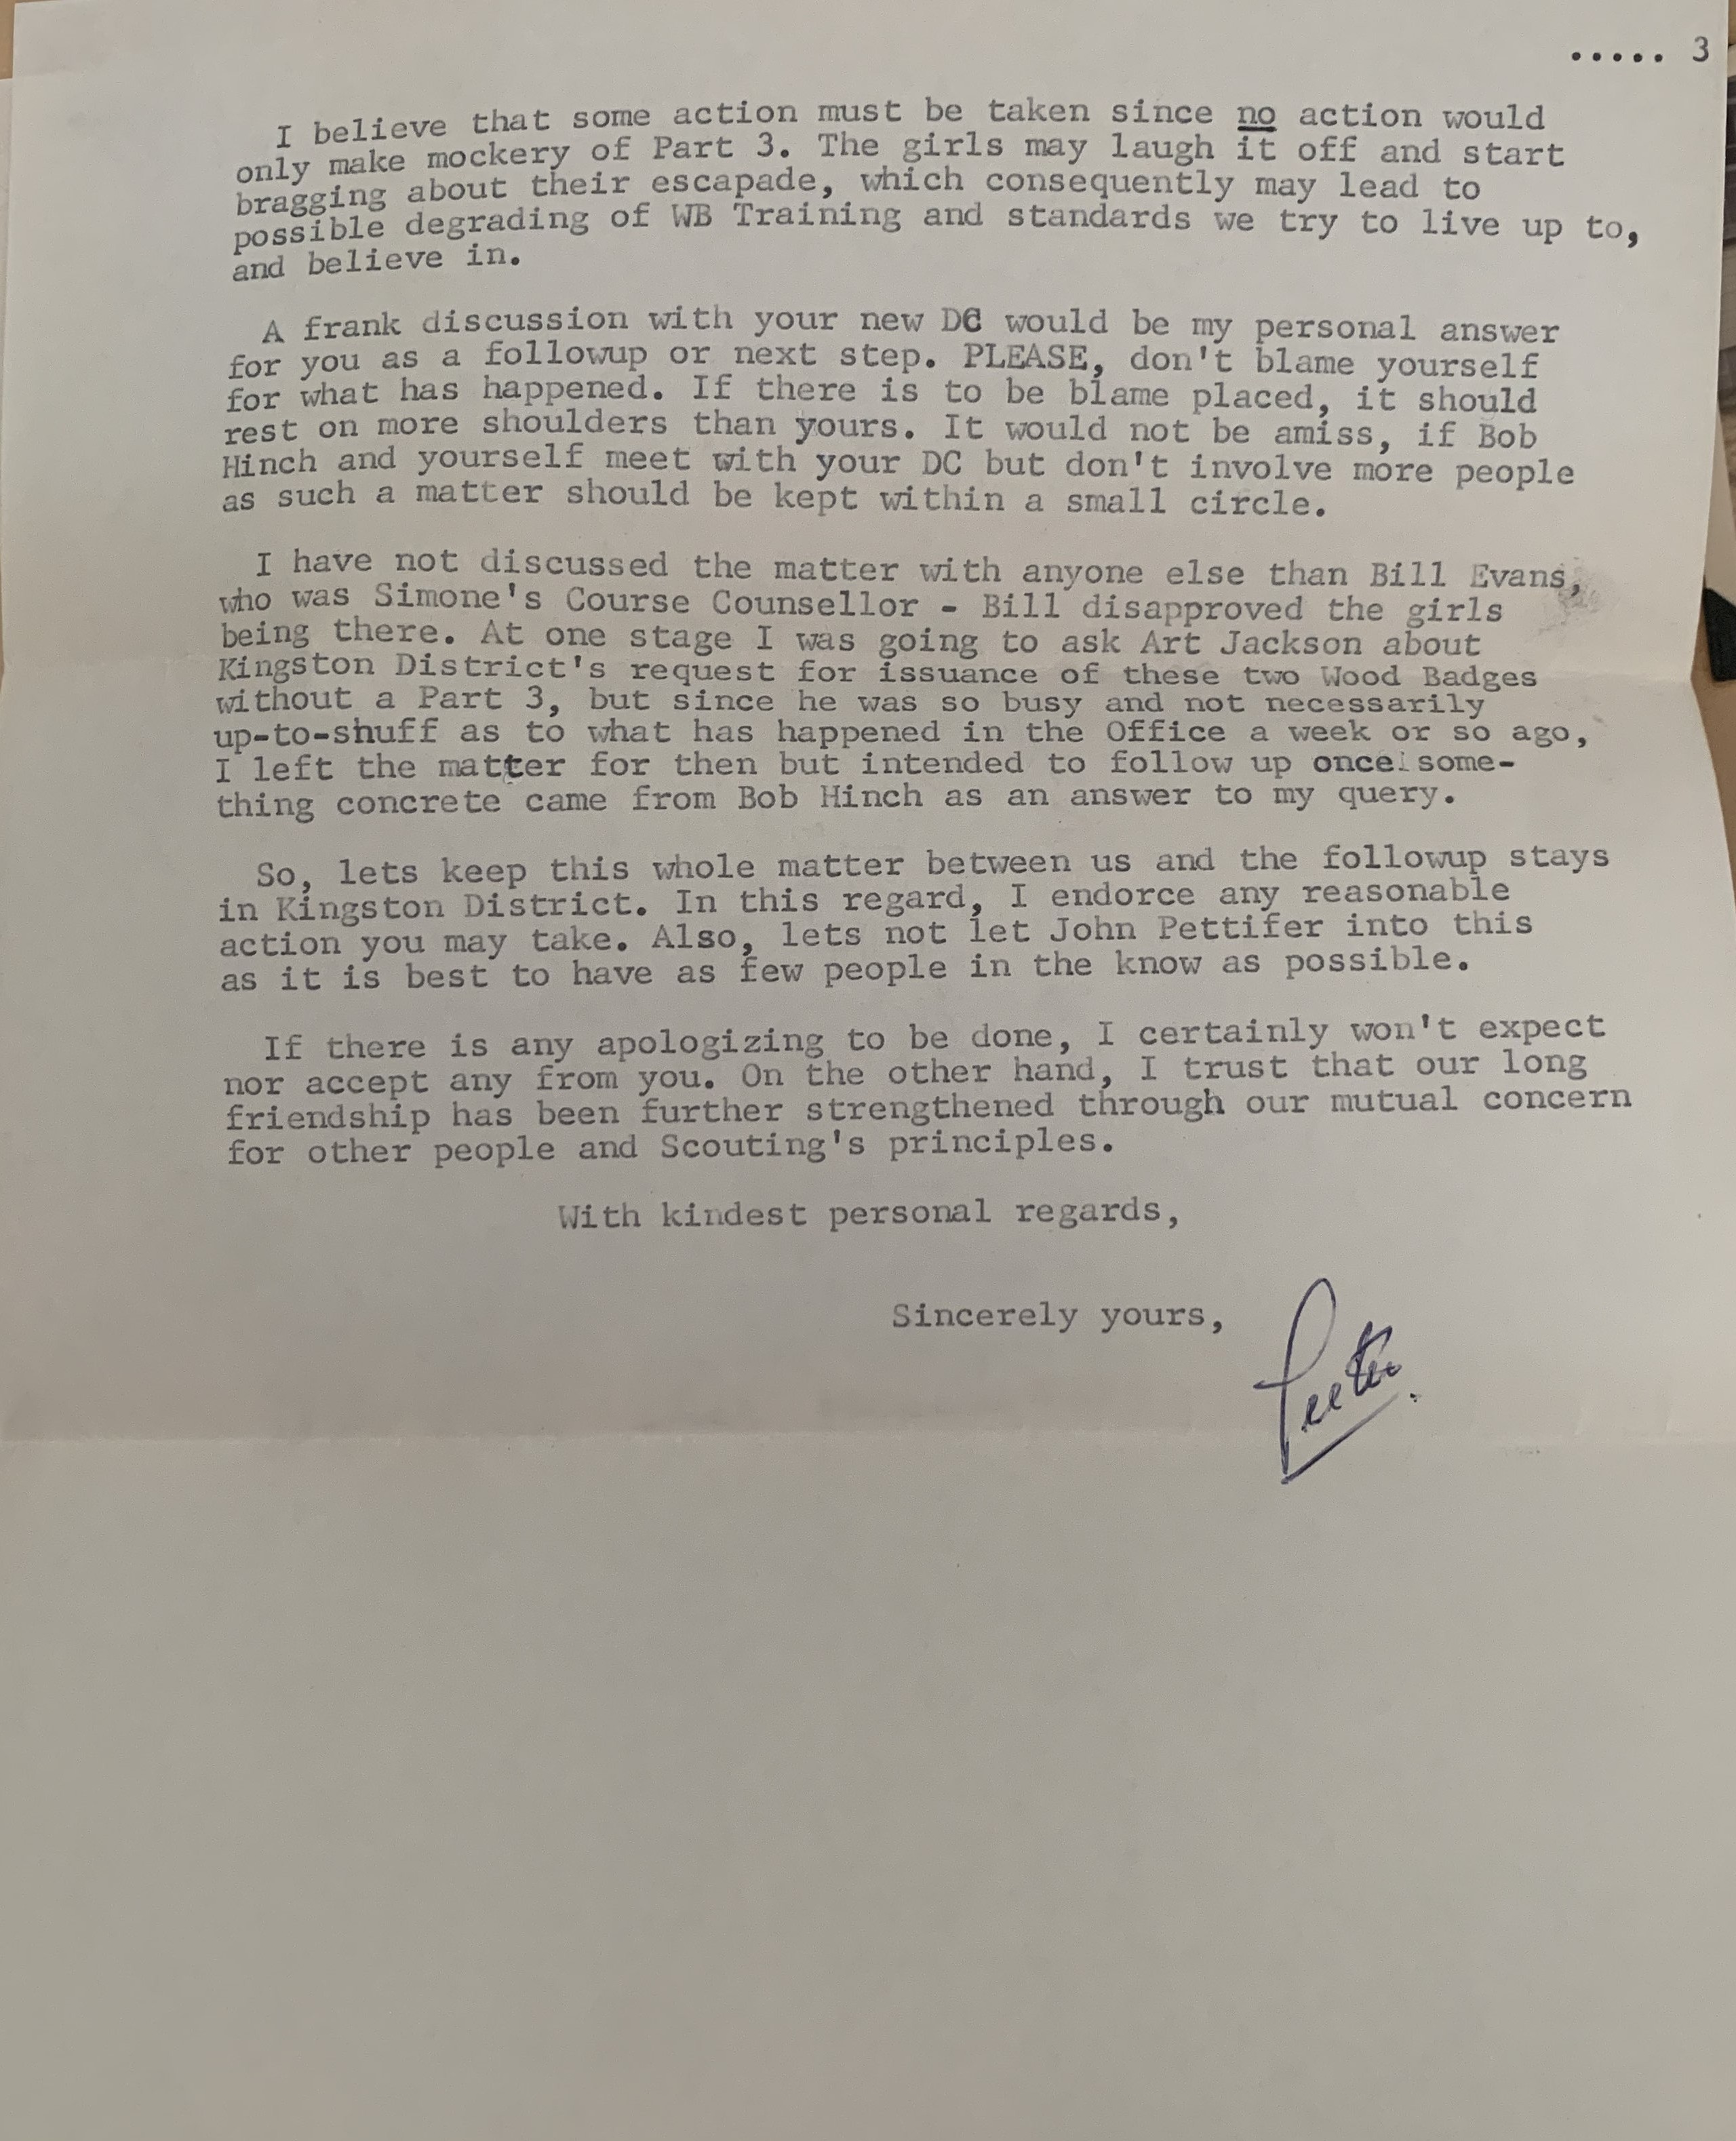 ..... 3
I believe that some action must be taken since no action would
only make mockery of Part 3. The girls may laugh it off and start
bragging about their escapade, which consequently may lead to
possible degrading of WB Training and standards we try to live up to,
and believe in.
A frank discussion with your new DC would be my personal answer
for you as a followup or next step. PLEASE, don't blame yourself
for what has happened. If there is to be blame placed, it should
rest on more shoulders than yours. It would not be amiss, if Bob
Hinch and yourself meet with your DC but don't involve more people
as such a matter should be kept within a small circle.
I have not discussed the matter with anyone else than Bill Evans,
who was Simone's Course Counsellor - Bill disapproved the girls
being there. At one stage I was going to ask Art Jackson about
Kingston District's request for issuance of these two Wood Badges
without a Part 3, but since he was so busy and not necessarily
up-to-shuff as to what has happened in the Office a week or so ago,
I left the matter for then but intended to follow up once some-
thing concrete came from Bob Hinch as an answer to my query.
So, lets keep this whole matter between us and the followup stays
in Kingston District. In this regard, I endorce any reasonable
action you may take. Also, lets not let John Pettifer into this
as it is best to have as few people in the know as possible.
If there is any apologizing to be done, I certainly won't expect
nor accept any from you. On the other hand, I trust that our long
friendship has been further strengthened through our mutual concern
for other people and Scouting's principles.
With kindest personal regards,
Sincerely yours,